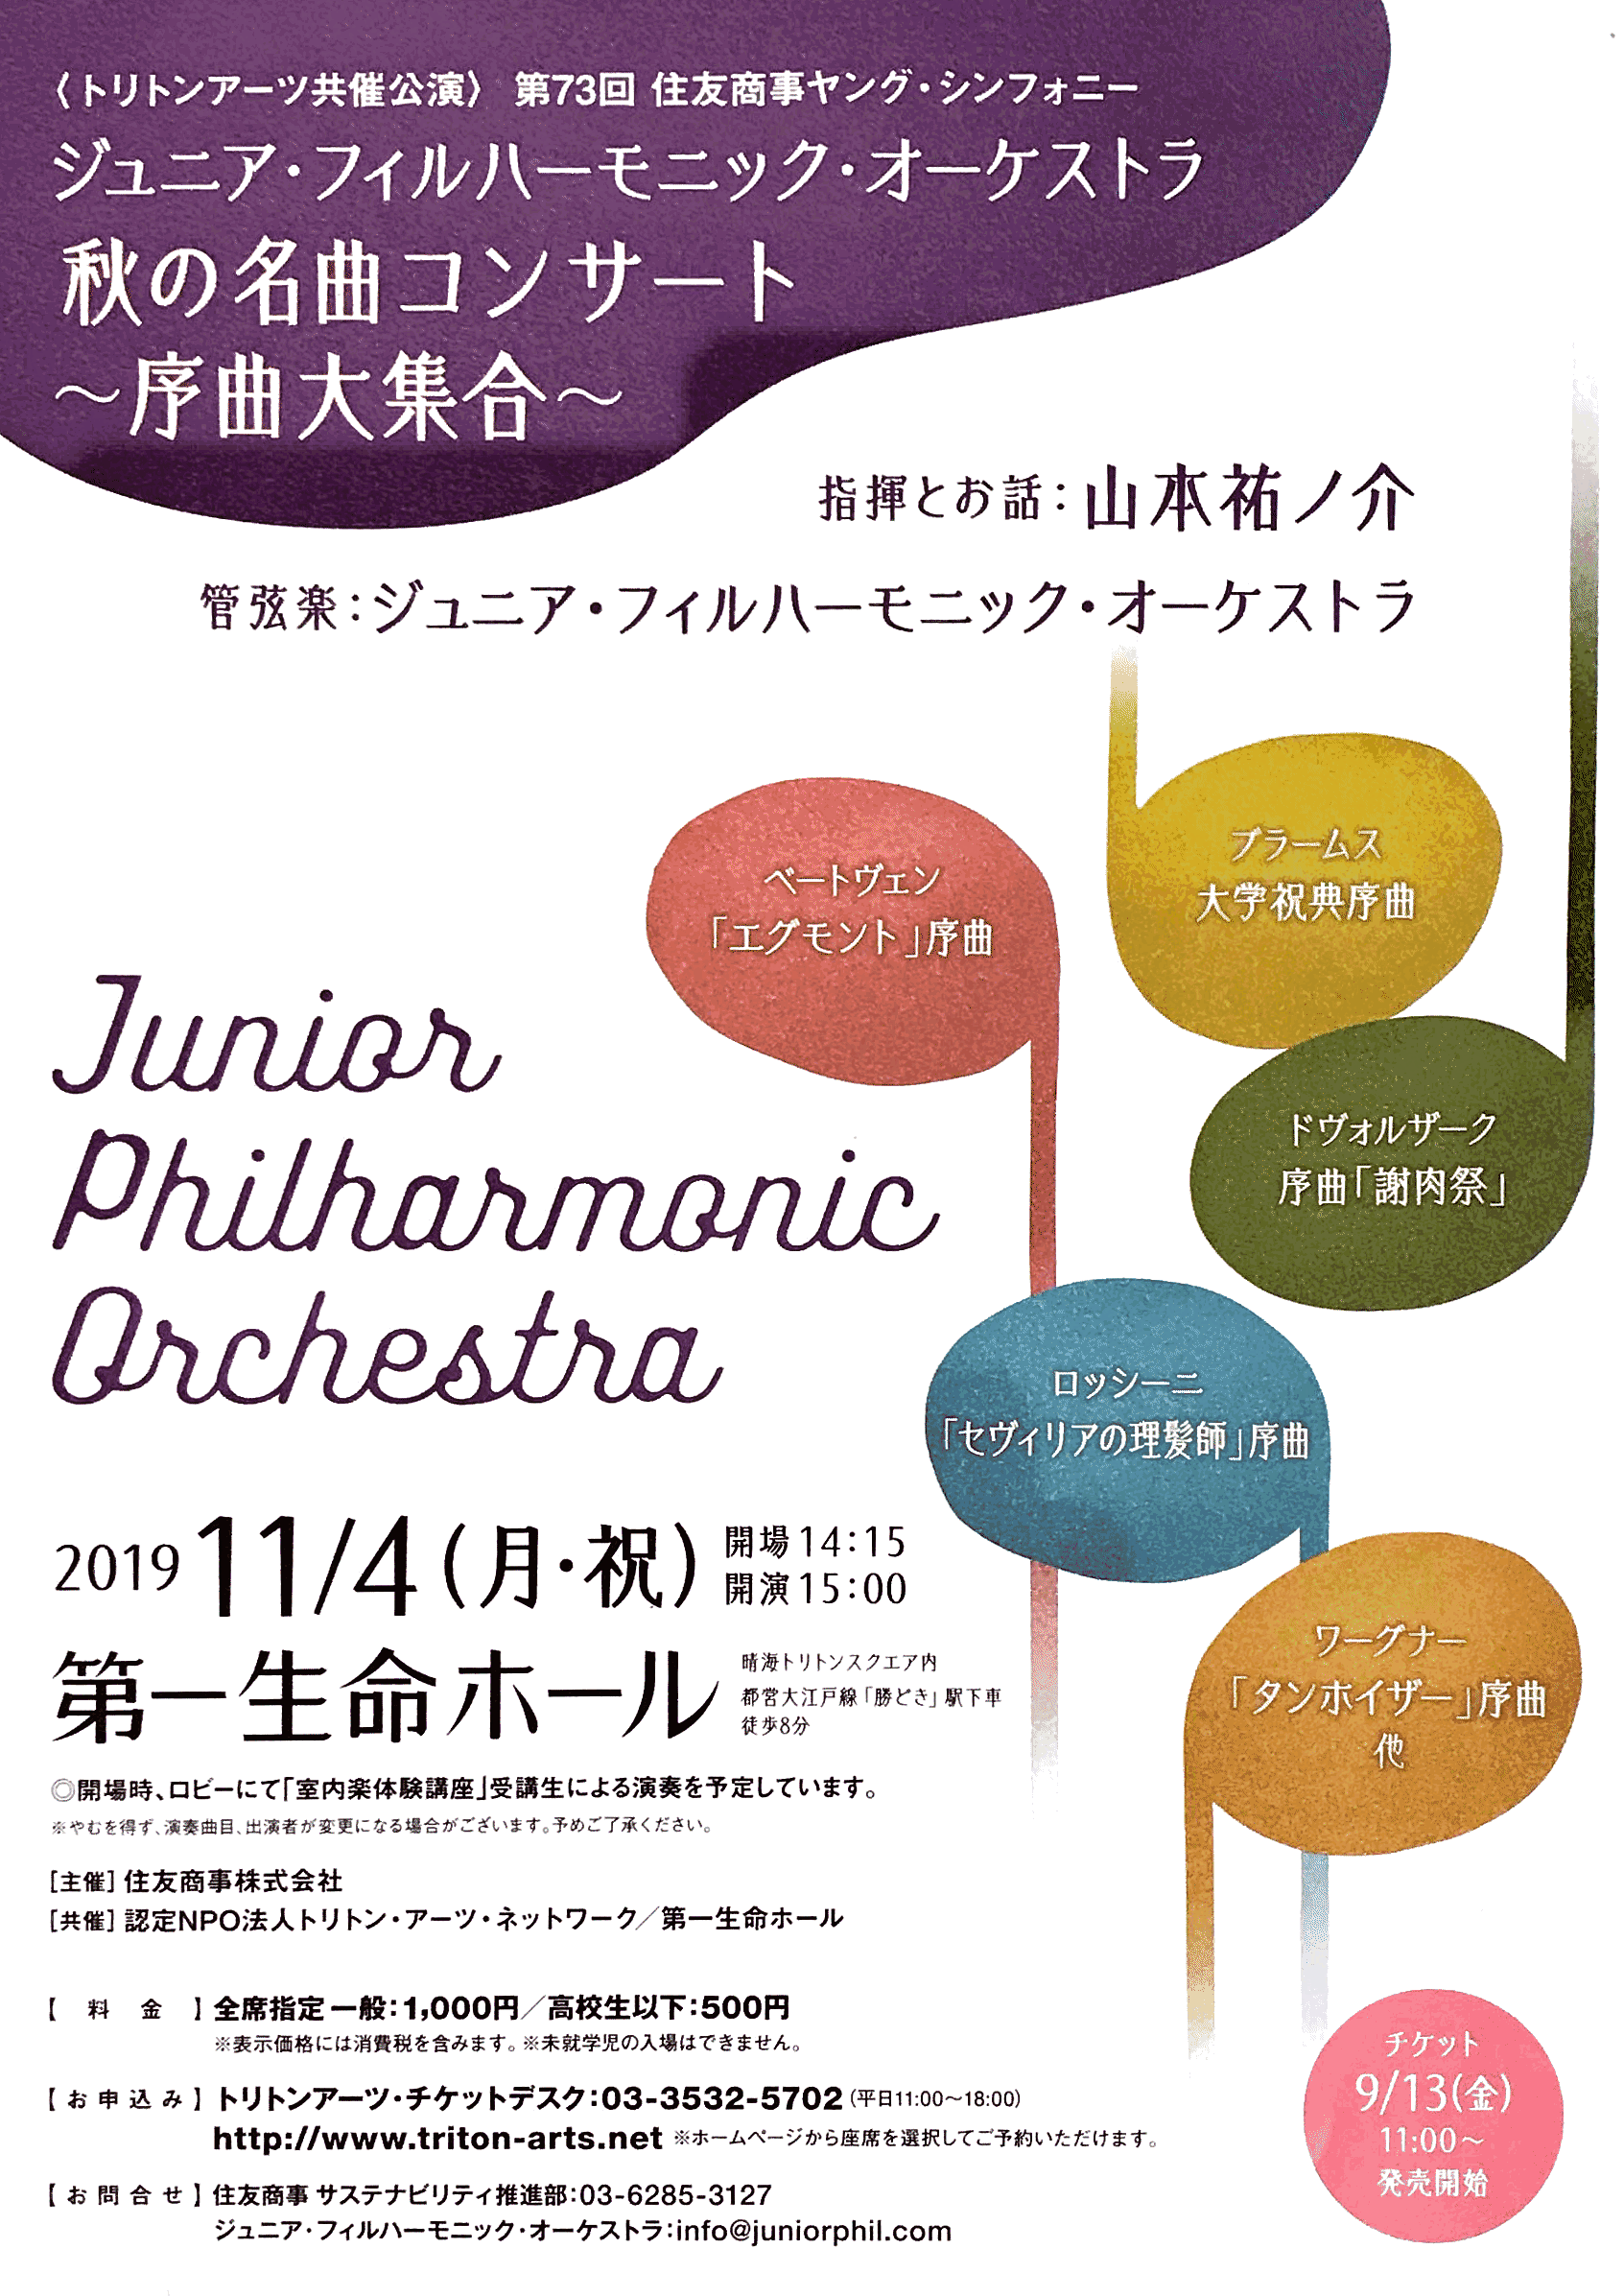 〈トリトンアーツ共催公演〉 第73回 住友商事ヤング・シンフォニー
ジュニア・フィルハーモニック・オーケストラ
秋の名曲コンサート
～序曲大集合～
指揮とお話：山本祐ノ介
管弦楽：ジュニア・フィルハーモニック・オーケストラ
ブラームス
大学祝典序曲
ベートヴェン
「エグモント」序曲
ドヴォルザーク
序曲「謝肉祭」
ロッシーニ
「セヴィリアの理髪師」序曲
ワーグナー
「タンホイザー」序曲
他
Junior
Philharmonic
Orchestra
2019 11/4（月・祝）
開場 14：15
開演 15：00
第一生命ホール
晴海トリトンスクエア内
都営大江戸線「勝どき」駅下車
徒歩8分
◎開場時、ロビーにて「室内楽体験講座」受講生による演奏を予定しています。
※やむを得ず、演奏曲目、出演者が変更になる場合がございます。予めご了承ください。
［主催］住友商事株式会社
［共催］認定NPO法人トリトン・アーツ・ネットワーク／第一生命ホール
【料金】全席指定 一般：1,000円／高校生以下：500円
※表示価格には消費税を含みます。※未就学児の入場はできません。
【お申込み】トリトンアーツ・チケットデスク：03-3532-5702（平日11:00～18:00）
http://www.triton-arts.net ※ホームページから座席を選択してご予約いただけます。
【お問合せ】住友商事 サステナビリティ推進部：03-6285-3127
ジュニア・フィルハーモニック・オーケストラ：info@juniorphil.com
チケット
9/13(金)
11:00～
発売開始